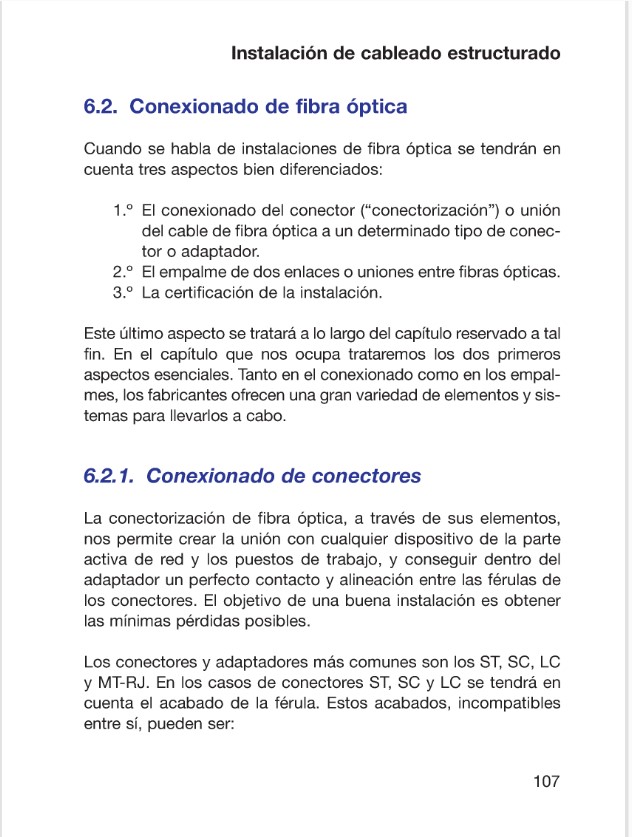 Instalación de cableado estructurado
6.2. Conexionado de fibra óptica
Cuando se habla de instalaciones de fibra óptica se tendrán en
cuenta tres aspectos bien diferenciados:
1.º El conexionado del conector (“conectorización”) o unión
del cable de fibra óptica a un determinado tipo de conec-
tor o adaptador.
2.º El empalme de dos enlaces o uniones entre fibras ópticas.
3.º La certificación de la instalación.
Este último aspecto se tratará a lo largo del capítulo reservado a tal
fin. En el capítulo que nos ocupa trataremos los dos primeros
aspectos esenciales. Tanto en el conexionado como en los empal-
mes, los fabricantes ofrecen una gran variedad de elementos y sis-
temas para llevarlos a cabo.
6.2.1. Conexionado de conectores
La conectorización de fibra óptica, a través de sus elementos,
nos permite crear la unión con cualquier dispositivo de la parte
activa de red y los puestos de trabajo, y conseguir dentro del
adaptador un perfecto contacto y alineación entre las férulas de
los conectores. El objetivo de una buena instalación es obtener
las mínimas pérdidas posibles.
Los conectores y adaptadores más comunes son los ST, SC, LC
y MT-RJ. En los casos de conectores ST, SC y LC se tendrá en
cuenta el acabado de la férula. Estos acabados, incompatibles
entre sí, pueden ser:
107